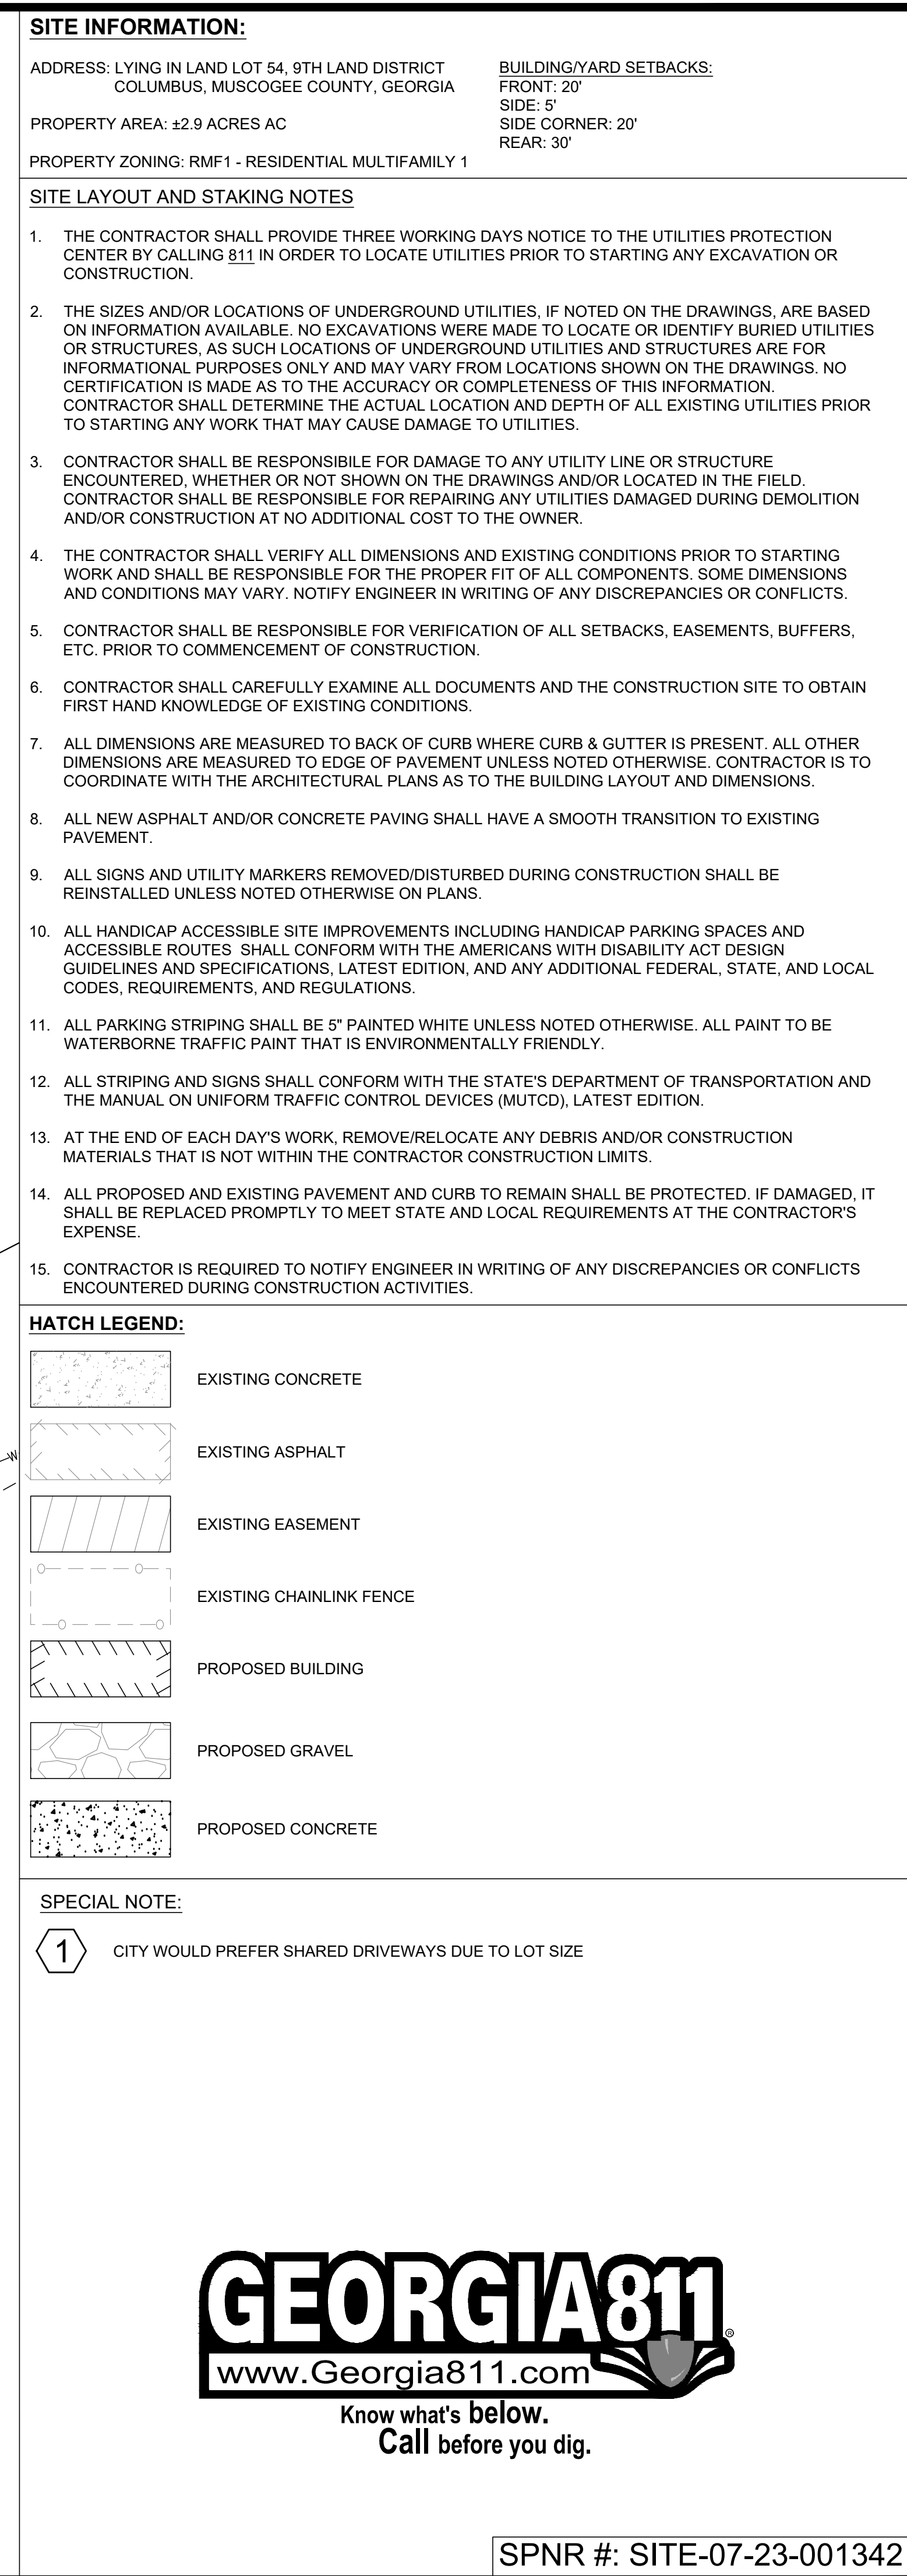 SITE INFORMATION:
ADDRESS: LYING IN LAND LOT 54, 9TH LAND DISTRICT
COLUMBUS, MUSCOGEE COUNTY, GEORGIA
PROPERTY AREA: ±2.9 ACRES AC
PROPERTY ZONING: RMF1 - RESIDENTIAL MULTIFAMILY 1
BUILDING/YARD SETBACKS:
FRONT: 20'
SIDE: 5'
SIDE CORNER: 20'
REAR: 30'
SITE LAYOUT AND STAKING NOTES
1. THE CONTRACTOR SHALL PROVIDE THREE WORKING DAYS NOTICE TO THE UTILITIES PROTECTION
CENTER BY CALLING 811 IN ORDER TO LOCATE UTILITIES PRIOR TO STARTING ANY EXCAVATION OR
CONSTRUCTION.
2. THE SIZES AND/OR LOCATIONS OF UNDERGROUND UTILITIES, IF NOTED ON THE DRAWINGS, ARE BASED
ON INFORMATION AVAILABLE. NO EXCAVATIONS WERE MADE TO LOCATE OR IDENTIFY BURIED UTILITIES
OR STRUCTURES, AS SUCH LOCATIONS OF UNDERGROUND UTILITIES AND STRUCTURES ARE FOR
INFORMATIONAL PURPOSES ONLY AND MAY VARY FROM LOCATIONS SHOWN ON THE DRAWINGS. NO
CERTIFICATION IS MADE AS TO THE ACCURACY OR COMPLETENESS OF THIS INFORMATION.
CONTRACTOR SHALL DETERMINE THE ACTUAL LOCATION AND DEPTH OF ALL EXISTING UTILITIES PRIOR
TO STARTING ANY WORK THAT MAY CAUSE DAMAGE TO UTILITIES.
3. CONTRACTOR SHALL BE RESPONSIBILE FOR DAMAGE TO ANY UTILITY LINE OR STRUCTURE
ENCOUNTERED, WHETHER OR NOT SHOWN ON THE DRAWINGS AND/OR LOCATED IN THE FIELD.
CONTRACTOR SHALL BE RESPONSIBLE FOR REPAIRING ANY UTILITIES DAMAGED DURING DEMOLITION
AND/OR CONSTRUCTION AT NO ADDITIONAL COST TO THE OWNER.
4. THE CONTRACTOR SHALL VERIFY ALL DIMENSIONS AND EXISTING CONDITIONS PRIOR TO STARTING
WORK AND SHALL BE RESPONSIBLE FOR THE PROPER FIT OF ALL COMPONENTS. SOME DIMENSIONS
AND CONDITIONS MAY VARY. NOTIFY ENGINEER IN WRITING OF ANY DISCREPANCIES OR CONFLICTS.
5. CONTRACTOR SHALL BE RESPONSIBLE FOR VERIFICATION OF ALL SETBACKS, EASEMENTS, BUFFERS,
ETC. PRIOR TO COMMENCEMENT OF CONSTRUCTION.
6. CONTRACTOR SHALL CAREFULLY EXAMINE ALL DOCUMENTS AND THE CONSTRUCTION SITE TO OBTAIN
FIRST HAND KNOWLEDGE OF EXISTING CONDITIONS.
7. ALL DIMENSIONS ARE MEASURED TO BACK OF CURB WHERE CURB & GUTTER IS PRESENT. ALL OTHER
DIMENSIONS ARE MEASURED TO EDGE OF PAVEMENT UNLESS NOTED OTHERWISE. CONTRACTOR IS TO
COORDINATE WITH THE ARCHITECTURAL PLANS AS TO THE BUILDING LAYOUT AND DIMENSIONS.
8. ALL NEW ASPHALT AND/OR CONCRETE PAVING SHALL HAVE A SMOOTH TRANSITION TO EXISTING
PAVEMENT.
9. ALL SIGNS AND UTILITY MARKERS REMOVED/DISTURBED DURING CONSTRUCTION SHALL BE
REINSTALLED UNLESS NOTED OTHERWISE ON PLANS.
10. ALL HANDICAP ACCESSIBLE SITE IMPROVEMENTS INCLUDING HANDICAP PARKING SPACES AND
ACCESSIBLE ROUTES SHALL CONFORM WITH THE AMERICANS WITH DISABILITY ACT DESIGN
GUIDELINES AND SPECIFICATIONS, LATEST EDITION, AND ANY ADDITIONAL FEDERAL, STATE, AND LOCAL
CODES, REQUIREMENTS, AND REGULATIONS.
11. ALL PARKING STRIPING SHALL BE 5" PAINTED WHITE UNLESS NOTED OTHERWISE. ALL PAINT TO BE
WATERBORNE TRAFFIC PAINT THAT IS ENVIRONMENTALLY FRIENDLY.
12. ALL STRIPING AND SIGNS SHALL CONFORM WITH THE STATE'S DEPARTMENT OF TRANSPORTATION AND
THE MANUAL ON UNIFORM TRAFFIC CONTROL DEVICES (MUTCD), LATEST EDITION.
13. AT THE END OF EACH DAY'S WORK, REMOVE/RELOCATE ANY DEBRIS AND/OR CONSTRUCTION
MATERIALS THAT IS NOT WITHIN THE CONTRACTOR CONSTRUCTION LIMITS.
14. ALL PROPOSED AND EXISTING PAVEMENT AND CURB TO REMAIN SHALL BE PROTECTED. IF DAMAGED, IT
SHALL BE REPLACED PROMPTLY TO MEET STATE AND LOCAL REQUIREMENTS AT THE CONTRACTOR'S
EXPENSE.
15. CONTRACTOR IS REQUIRED TO NOTIFY ENGINEER IN WRITING OF ANY DISCREPANCIES OR CONFLICTS
ENCOUNTERED DURING CONSTRUCTION ACTIVITIES.
HATCH LEGEND:
EXISTING CONCRETE
EXISTING ASPHALT
W
EXISTING EASEMENT
EXISTING CHAINLINK FENCE
PROPOSED BUILDING
PROPOSED GRAVEL
PROPOSED CONCRETE
SPECIAL NOTE:
1 CITY WOULD PREFER SHARED DRIVEWAYS DUE TO LOT SIZE
GEORGIA811®
www.Georgia811.com
Know what's below.
Call before you dig.
SPNR #: SITE-07-23-001342